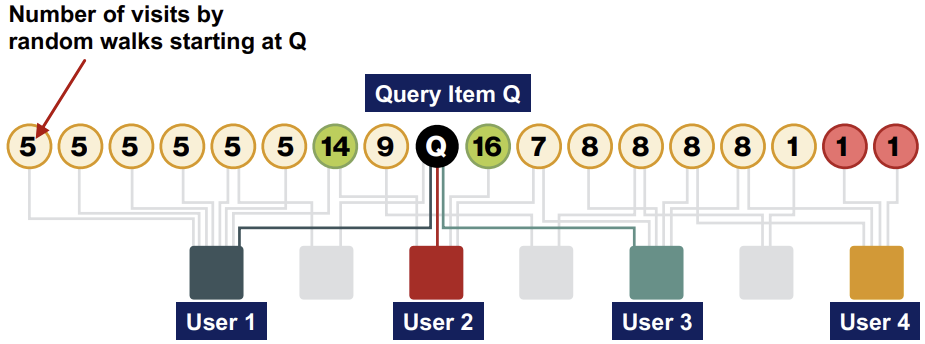 Number of visits by
random walks starting at Q
Query Item Q
5 5 5 5 5 5 14 9 Q 16 7 8 8 8 8 1 1 1
User 1 User 2 User 3 User 4